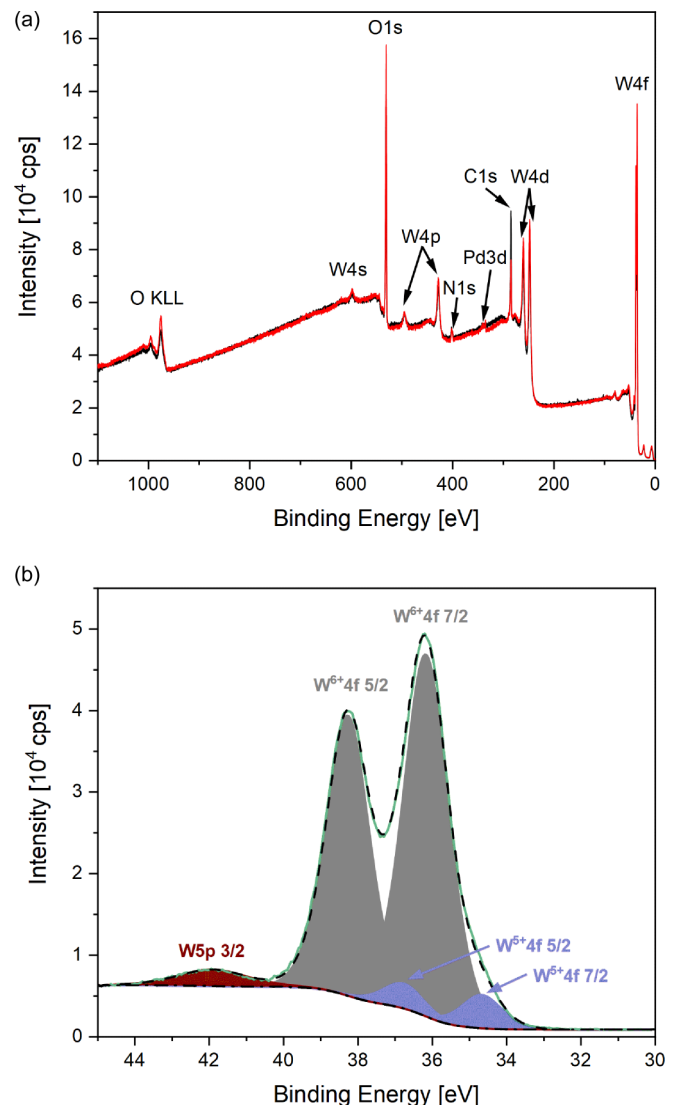 (a)
16
14
12
10
8
6
4
2
0
Intensity [10⁴ cps]
O1s
W4f
C1s
W4d
W4p
Pd3d
N1s
W4s
O KLL
1000
800
600
400
200
0
Binding Energy [eV]
(b)
5
4
3
2
1
0
Intensity [10⁴ cps]
W⁶⁺4f 7/2
W⁶⁺4f 5/2
W5p 3/2
W⁵⁺4f 5/2
W⁵⁺4f 7/2
44
42
40
38
36
34
32
30
Binding Energy [eV]